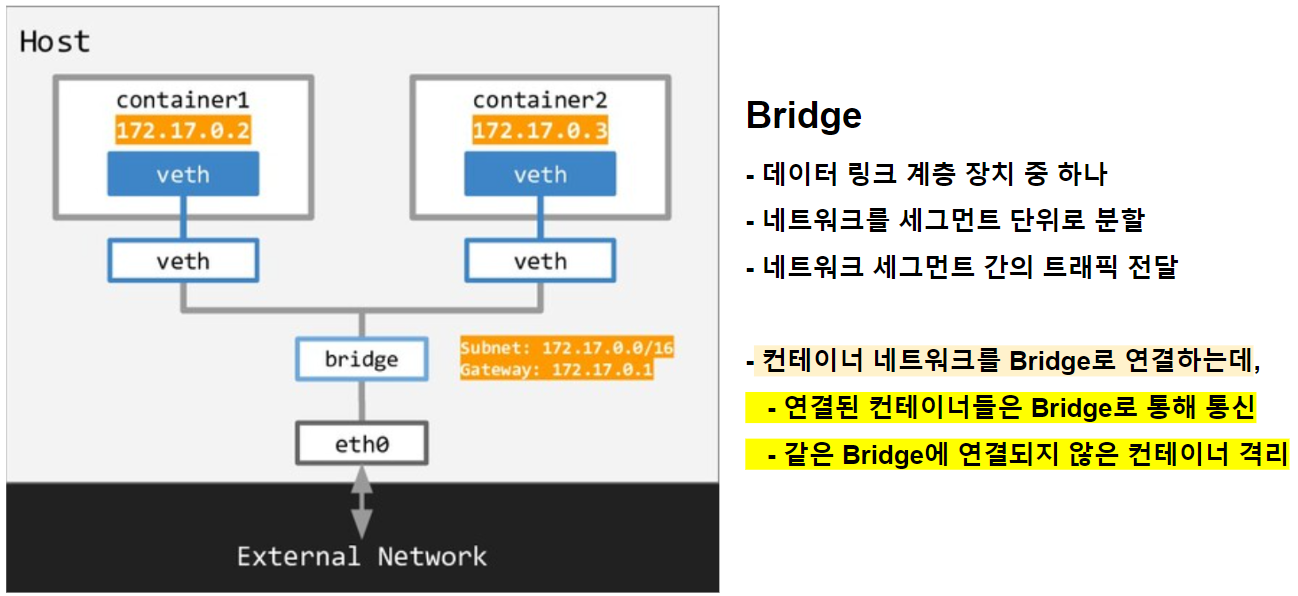 Host
container1
172.17.0.2
veth
veth
container2
172.17.0.3
veth
veth
bridge
Subnet: 172.17.0.0/16
Gateway: 172.17.0.1
eth0
External Network
Bridge
- 데이터 링크 계층 장치 중 하나
- 네트워크를 세그먼트 단위로 분할
- 네트워크 세그먼트 간의 트래픽 전달
- 컨테이너 네트워크를 Bridge로 연결하는데,
- 연결된 컨테이너들은 Bridge로 통해 통신
- 같은 Bridge에 연결되지 않은 컨테이너 격리